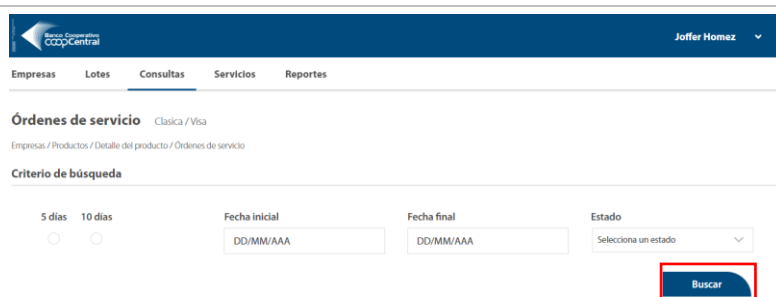 Banco Cooperativo
COOPCentral
Joffer Homez
Empresas Lotes Consultas Servicios Reportes
Órdenes de servicio Clasica / Visa
Empresas / Productos / Detalle del producto / Órdenes de servicio
Criterio de búsqueda
5 días 10 días Fecha inicial Fecha final Estado
DD/MM/AAA DD/MM/AAA Selecciona un estado
Buscar